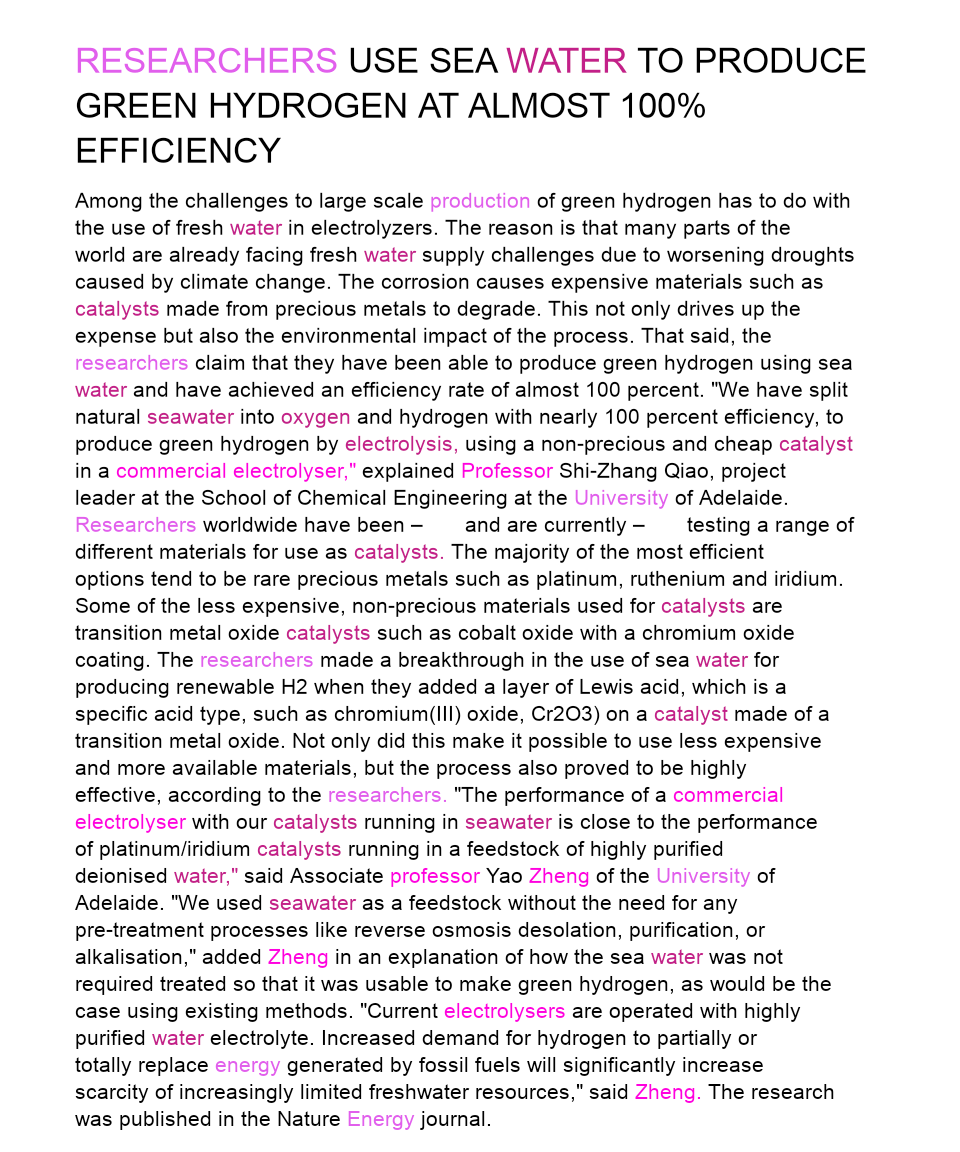 RESEARCHERS USE SEA WATER TO PRODUCE
GREEN HYDROGEN AT ALMOST 100%
EFFICIENCY
Among the challenges to large scale production of green hydrogen has to do with
the use of fresh water in electrolyzers. The reason is that many parts of the
world are already facing fresh water supply challenges due to worsening droughts
caused by climate change. The corrosion causes expensive materials such as
catalysts made from precious metals to degrade. This not only drives up the
expense but also the environmental impact of the process. That said, the
researchers claim that they have been able to produce green hydrogen using sea
water and have achieved an efficiency rate of almost 100 percent. "We have split
natural seawater into oxygen and hydrogen with nearly 100 percent efficiency, to
produce green hydrogen by electrolysis, using a non-precious and cheap catalyst
in a commercial electrolyser," explained Professor Shi-Zhang Qiao, project
leader at the School of Chemical Engineering at the University of Adelaide.
Researchers worldwide have been – and are currently – testing a range of
different materials for use as catalysts. The majority of the most efficient
options tend to be rare precious metals such as platinum, ruthenium and iridium.
Some of the less expensive, non-precious materials used for catalysts are
transition metal oxide catalysts such as cobalt oxide with a chromium oxide
coating. The researchers made a breakthrough in the use of sea water for
producing renewable H2 when they added a layer of Lewis acid, which is a
specific acid type, such as chromium(III) oxide, Cr2O3) on a catalyst made of a
transition metal oxide. Not only did this make it possible to use less expensive
and more available materials, but the process also proved to be highly
effective, according to the researchers. "The performance of a commercial
electrolyser with our catalysts running in seawater is close to the performance
of platinum/iridium catalysts running in a feedstock of highly purified
deionised water," said Associate professor Yao Zheng of the University of
Adelaide. "We used seawater as a feedstock without the need for any
pre-treatment processes like reverse osmosis desolation, purification, or
alkalisation," added Zheng in an explanation of how the sea water was not
required treated so that it was usable to make green hydrogen, as would be the
case using existing methods. "Current electrolysers are operated with highly
purified water electrolyte. Increased demand for hydrogen to partially or
totally replace energy generated by fossil fuels will significantly increase
scarcity of increasingly limited freshwater resources," said Zheng. The research
was published in the Nature Energy journal.